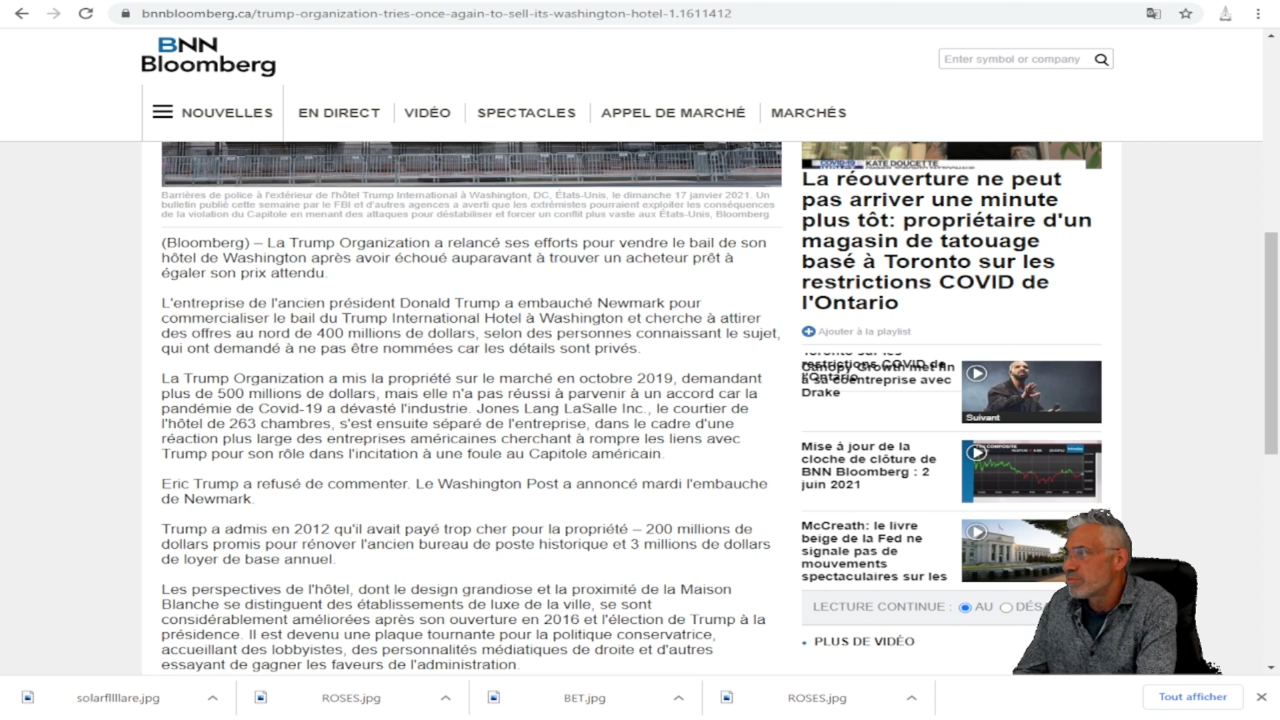 bnnbloomberg.ca/trump-organization-tries-once-again-to-sell-its-washington-hotel-1.1611412
BNN
Bloomberg
Enter symbol or company
NOUVELLES
EN DIRECT
VIDÉO
SPECTACLES
APPEL DE MARCHÉ
MARCHÉS
Barrières de police à l'extérieur de l'hôtel Trump International à Washington, DC, États-Unis, le dimanche 17 janvier 2021. Un
bulletin publié cette semaine par le FBI et d'autres agences a averti que les extrémistes pourraient exploiter les conséquences
de la violation du Capitole en menant des attaques pour déstabiliser et forcer un conflit plus vaste aux États-Unis, Bloomberg
(Bloomberg) – La Trump Organization a relancé ses efforts pour vendre le bail de son
hôtel de Washington après avoir échoué auparavant à trouver un acheteur prêt à
égaler son prix attendu.
L'entreprise de l'ancien président Donald Trump a embauché Newmark pour
commercialiser le bail du Trump International Hotel à Washington et cherche à attirer
des offres au nord de 400 millions de dollars, selon des personnes connaissant le sujet,
qui ont demandé à ne pas être nommées car les détails sont privés.
La Trump Organization a mis la propriété sur le marché en octobre 2019, demandant
plus de 500 millions de dollars, mais elle n'a pas réussi à parvenir à un accord car la
pandémie de Covid-19 a dévasté l'industrie. Jones Lang LaSalle Inc., le courtier de
l'hôtel de 263 chambres, s'est ensuite séparé de l'entreprise, dans le cadre d'une
réaction plus large des entreprises américaines cherchant à rompre les liens avec
Trump pour son rôle dans l'incitation à une foule au Capitole américain.
Eric Trump a refusé de commenter. Le Washington Post a annoncé mardi l'embauche
de Newmark.
Trump a admis en 2012 qu'il avait payé trop cher pour la propriété – 200 millions de
dollars promis pour rénover l'ancien bureau de poste historique et 3 millions de dollars
de loyer de base annuel.
Les perspectives de l'hôtel, dont le design grandiose et la proximité de la Maison
Blanche se distinguent des établissements de luxe de la ville, se sont
considérablement améliorées après son ouverture en 2016 et l'élection de Trump à la
présidence. Il est devenu une plaque tournante pour la politique conservatrice,
accueillant des lobbyistes, des personnalités médiatiques de droite et d'autres
essayant de gagner les faveurs de l'administration.
COVID-19
KATE DOUCETTE
La réouverture ne peut
pas arriver une minute
plus tôt: propriétaire d'un
magasin de tatouage
basé à Toronto sur les
restrictions COVID de
l'Ontario
Ajouter à la playlist
Toronto sur les
restrictions COVID de
l'Ontario
Canopy Growth met fin
à sa coentreprise avec
Drake
Suivant
Mise à jour de la
cloche de clôture de
BNN Bloomberg : 2
juin 2021
McCreath: le livre
beige de la Fed ne
signale pas de
mouvements
spectaculaires sur les
LECTURE CONTINUE : AU DÉS
PLUS DE VIDÉO
solarfllllare.jpg
ROSES.jpg
BET.jpg
ROSES.jpg
Tout afficher